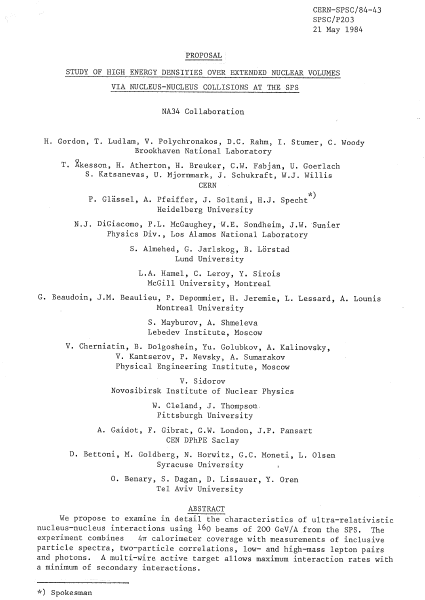 CERN-SPSC/84-43
SPSC/P203
21 May 1984
PROPOSAL
STUDY OF HIGH ENERGY DENSITIES OVER EXTENDED NUCLEAR VOLUMES
VIA NUCLEUS-NUCLEUS COLLISIONS AT THE SPS
NA34 Collaboration
H. Gordon, T. Ludlam, V. Polychronakos, D.C. Rahm, I. Stumer, C. Woody
Brookhaven National Laboratory
T. Åkesson, H. Atherton, H. Breuker, C.W. Fabjan, U. Goerlach
S. Katsanevas, U. Mjornmark, J. Schukraft, W.J. Willis
CERN
P. Glässel, A. Pfeiffer, J. Soltani, H.J. Specht*)
Heidelberg University
N.J. DiGiacomo, P.L. McGaughey, W.E. Sondheim, J.W. Sunier
Physics Div., Los Alamos National Laboratory
S. Almehed, G. Jarlskog, B. Lörstad
Lund University
L.A. Hamel, C. Leroy, Y. Sirois
McGill University, Montreal
G. Beaudoin, J.M. Beaulieu, P. Depommier, H. Jeremie, L. Lessard, A. Lounis
Montreal University
S. Mayburov, A. Shmeleva
Lebedev Institute, Moscow
V. Cherniatin, B. Dolgoshein, Yu. Golubkov, A. Kalinovsky,
V. Kantserov, P. Nevsky, A. Sumarakov
Physical Engineering Institute, Moscow
V. Sidorov
Novosibirsk Institute of Nuclear Physics
W. Cleland, J. Thompson
Pittsburgh University
A. Gaidot, F. Gibrat, G.W. London, J.P. Pansart
CEN DPhPE Saclay
D. Bettoni, M. Goldberg, N. Horwitz, G.C. Moneti, L. Olsen
Syracuse University
O. Benary, S. Dagan, D. Lissauer, Y. Oren
Tel Aviv University
ABSTRACT
We propose to examine in detail the characteristics of ultra-relativistic
nucleus-nucleus interactions using ¹⁶O beams of 200 GeV/A from the SPS. The
experiment combines 4π calorimeter coverage with measurements of inclusive
particle spectra, two-particle correlations, low- and high-mass lepton pairs
and photons. A multi-wire active target allows maximum interaction rates with
a minimum of secondary interactions.
*) Spokesman